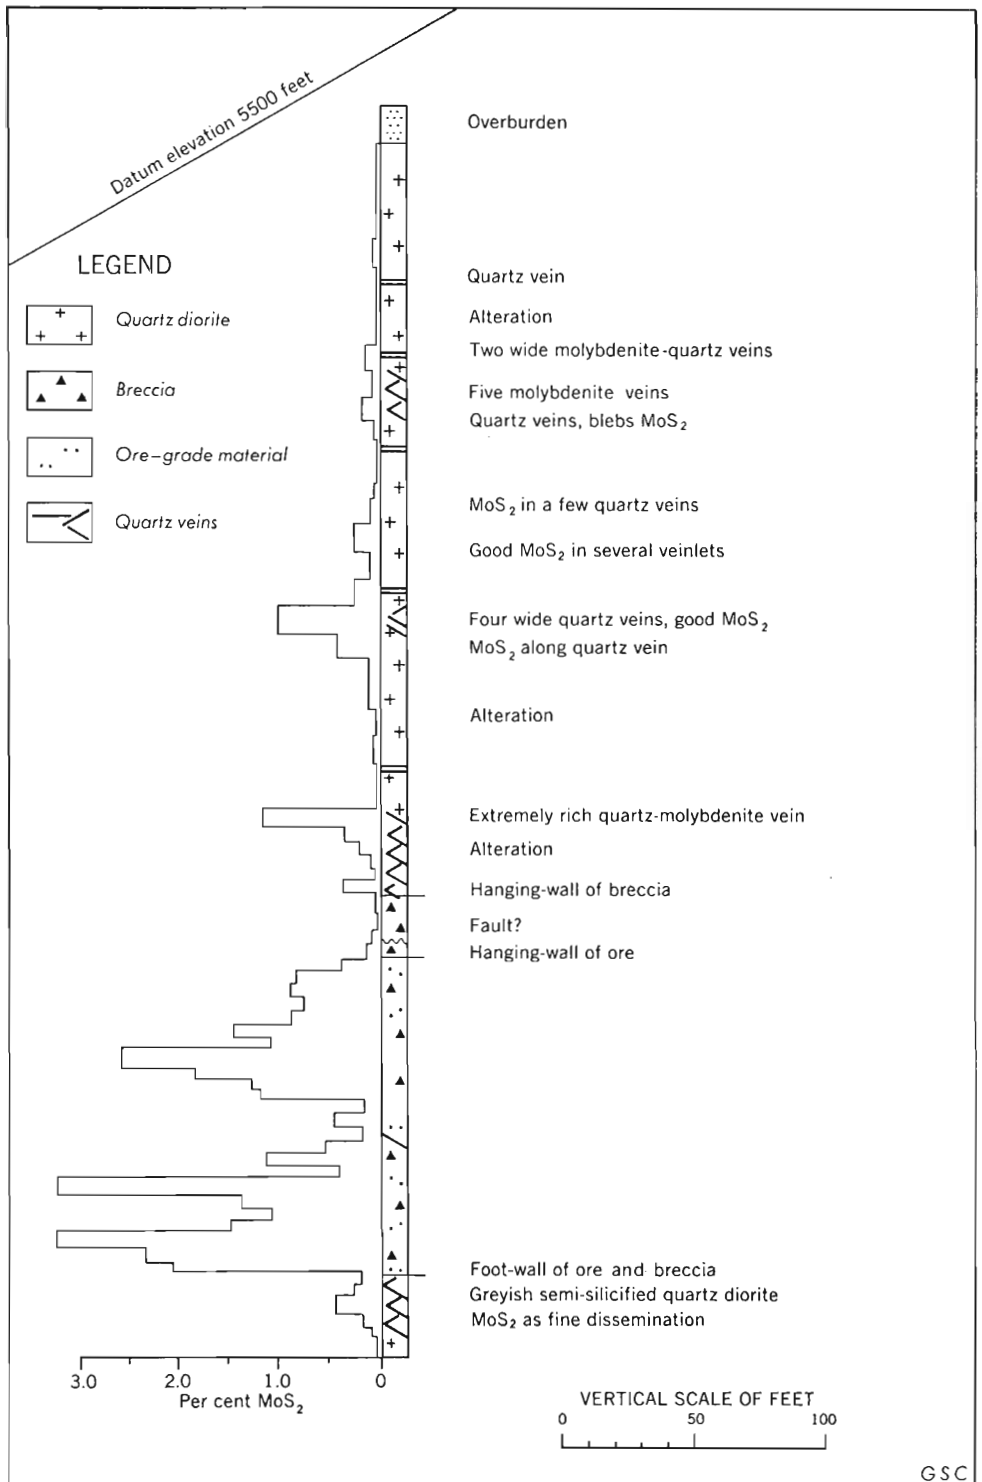 Datum elevation 5500 feet
Overburden
LEGEND
Quartz diorite
Breccia
Ore-grade material
Quartz veins
Quartz vein
Alteration
Two wide molybdenite-quartz veins
Five molybdenite veins
Quartz veins, blebs MoS₂
MoS₂ in a few quartz veins
Good MoS₂ in several veinlets
Four wide quartz veins, good MoS₂
MoS₂ along quartz vein
Alteration
Extremely rich quartz-molybdenite vein
Alteration
Hanging-wall of breccia
Fault?
Hanging-wall of ore
Foot-wall of ore and breccia
Greyish semi-silicified quartz diorite
MoS₂ as fine dissemination
3.0 2.0 1.0 0
Per cent MoS₂
VERTICAL SCALE OF FEET
0 50 100
GSC